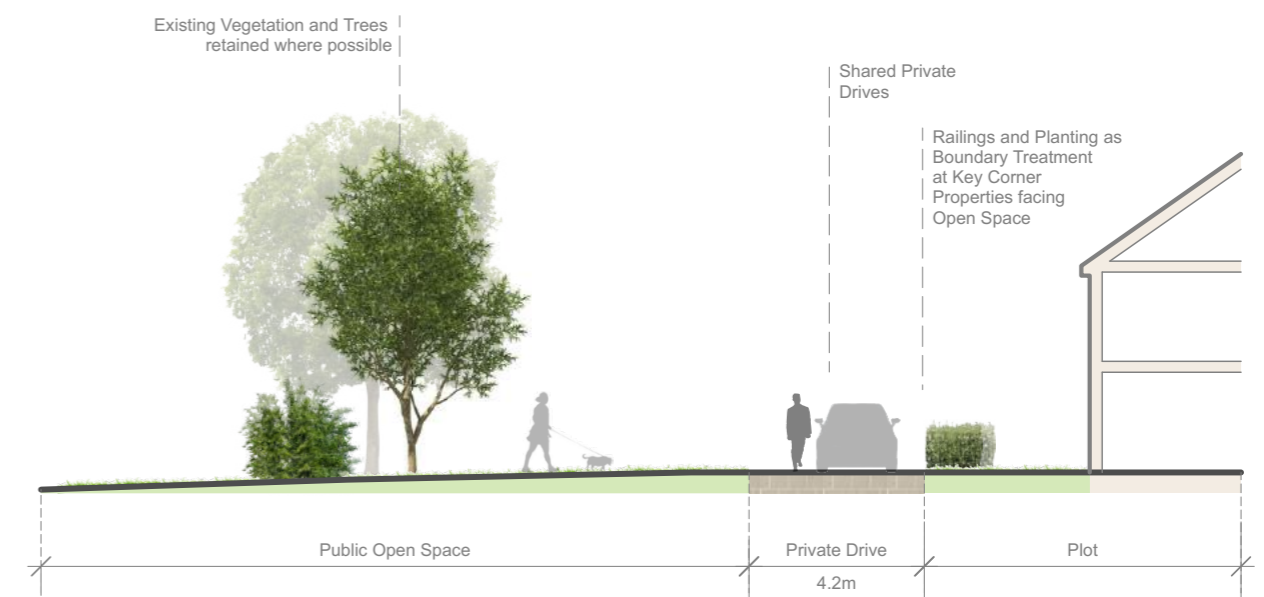 Existing Vegetation and Trees
retained where possible
Shared Private
Drives
Railings and Planting as
Boundary Treatment
at Key Corner
Properties facing
Open Space
Public Open Space
Private Drive
Plot
4.2m